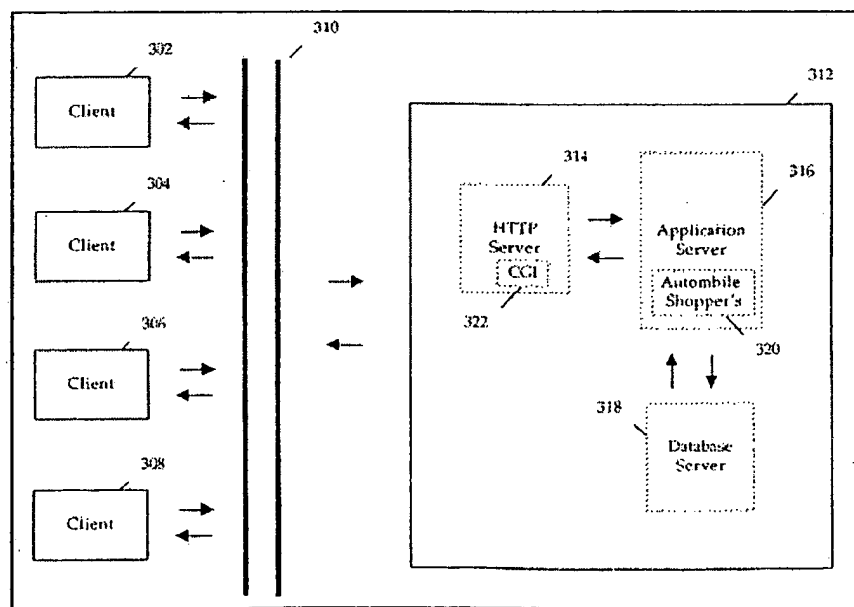 302
310
Client
312
314
316
304
HTTP
Server
Application
Server
Client
CGI
Autombile
Shopper's
322
320
306
318
Client
Database
Server
308
Client